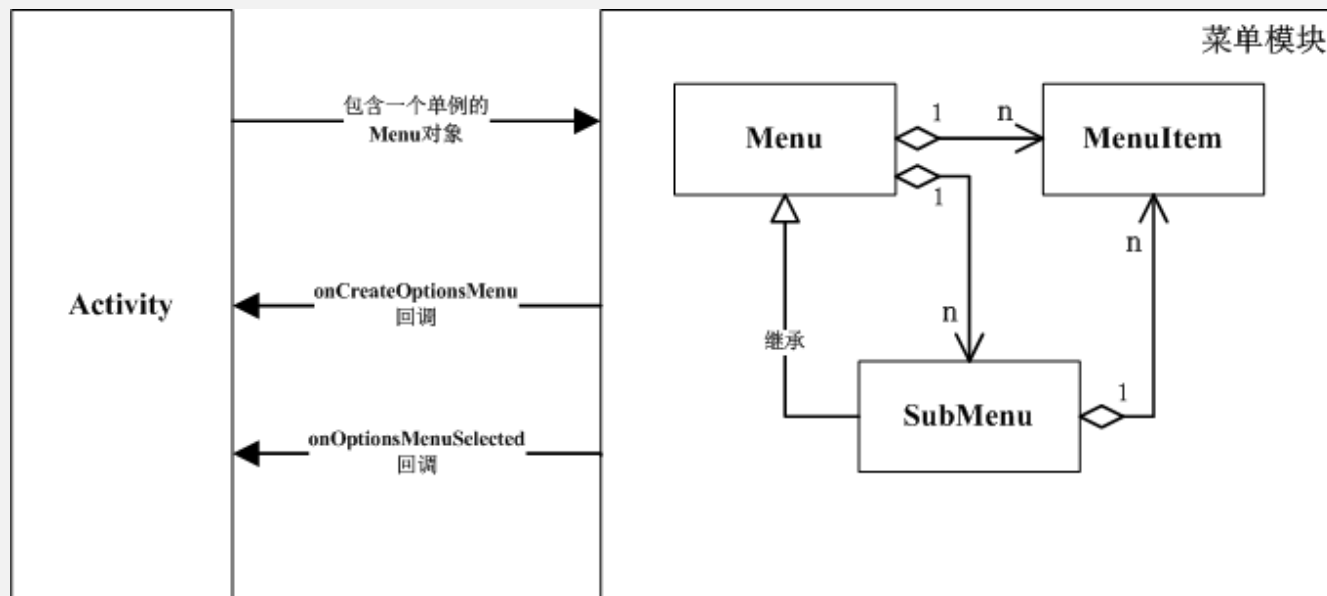 菜单模块
包含一个单例的
Menu对象
Activity
onCreateOptionsMenu
回调
onOptionsMenuSelected
回调
Menu
1
n
MenuItem
1
n
继承
n
SubMenu
1